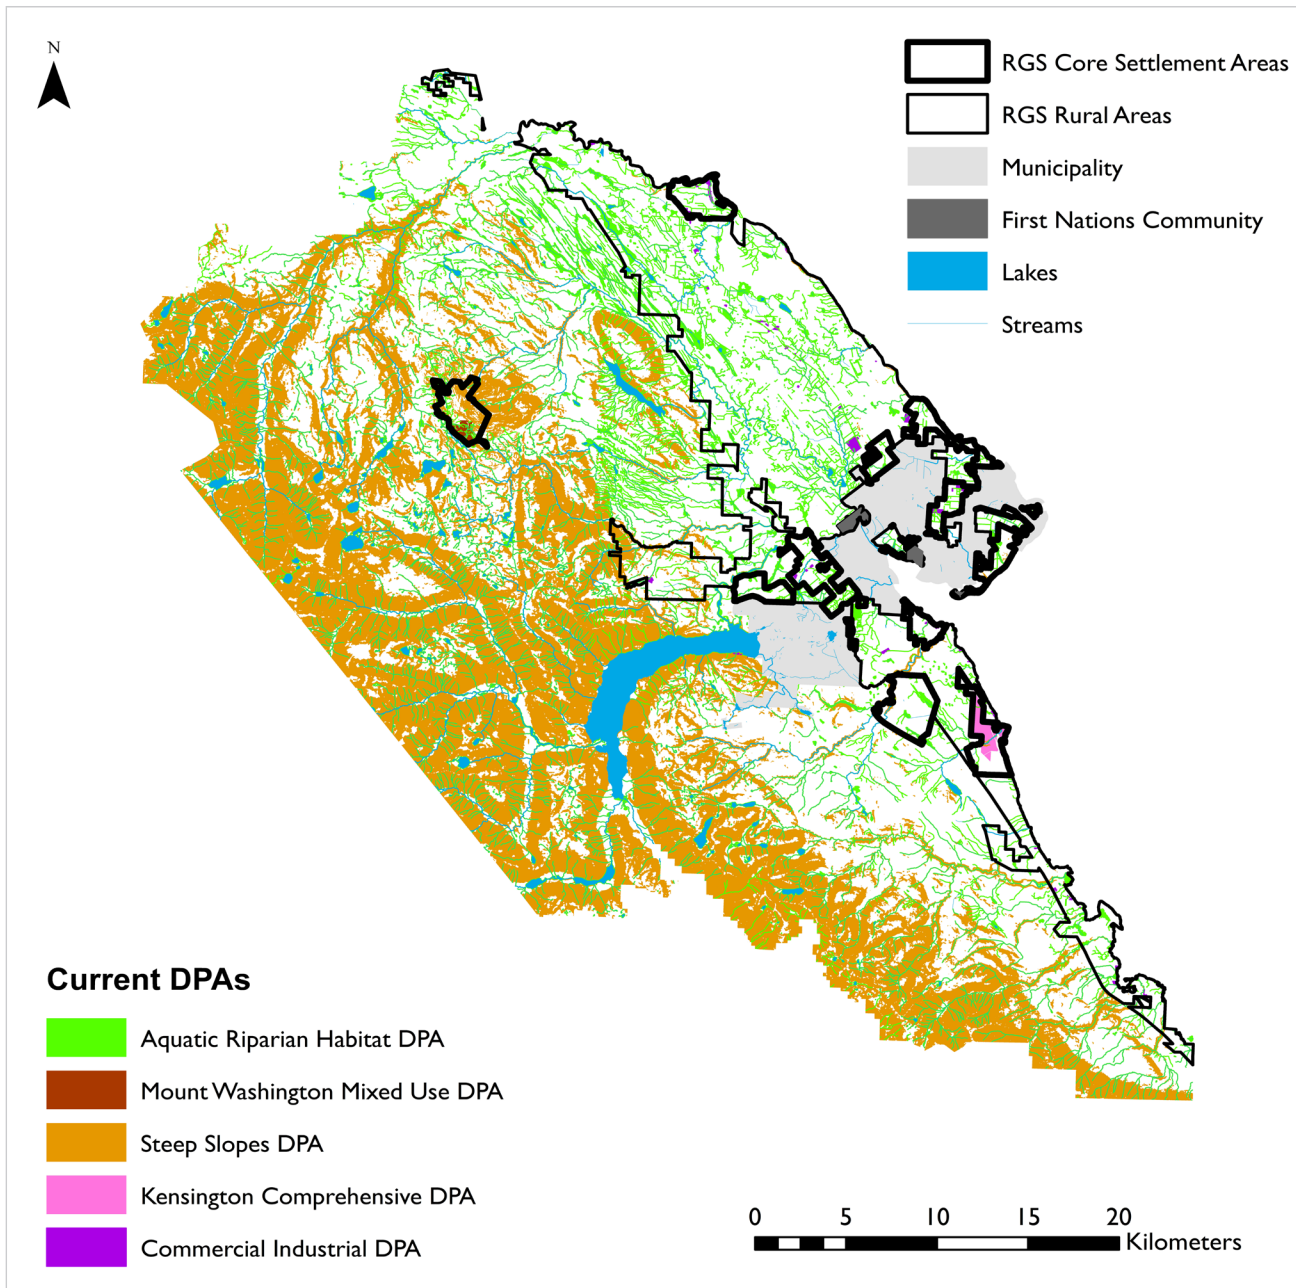 N
RGS Core Settlement Areas
RGS Rural Areas
Municipality
First Nations Community
Lakes
Streams
Current DPAs
Aquatic Riparian Habitat DPA
Mount Washington Mixed Use DPA
Steep Slopes DPA
Kensington Comprehensive DPA
Commercial Industrial DPA
0 5 10 15 20
Kilometers